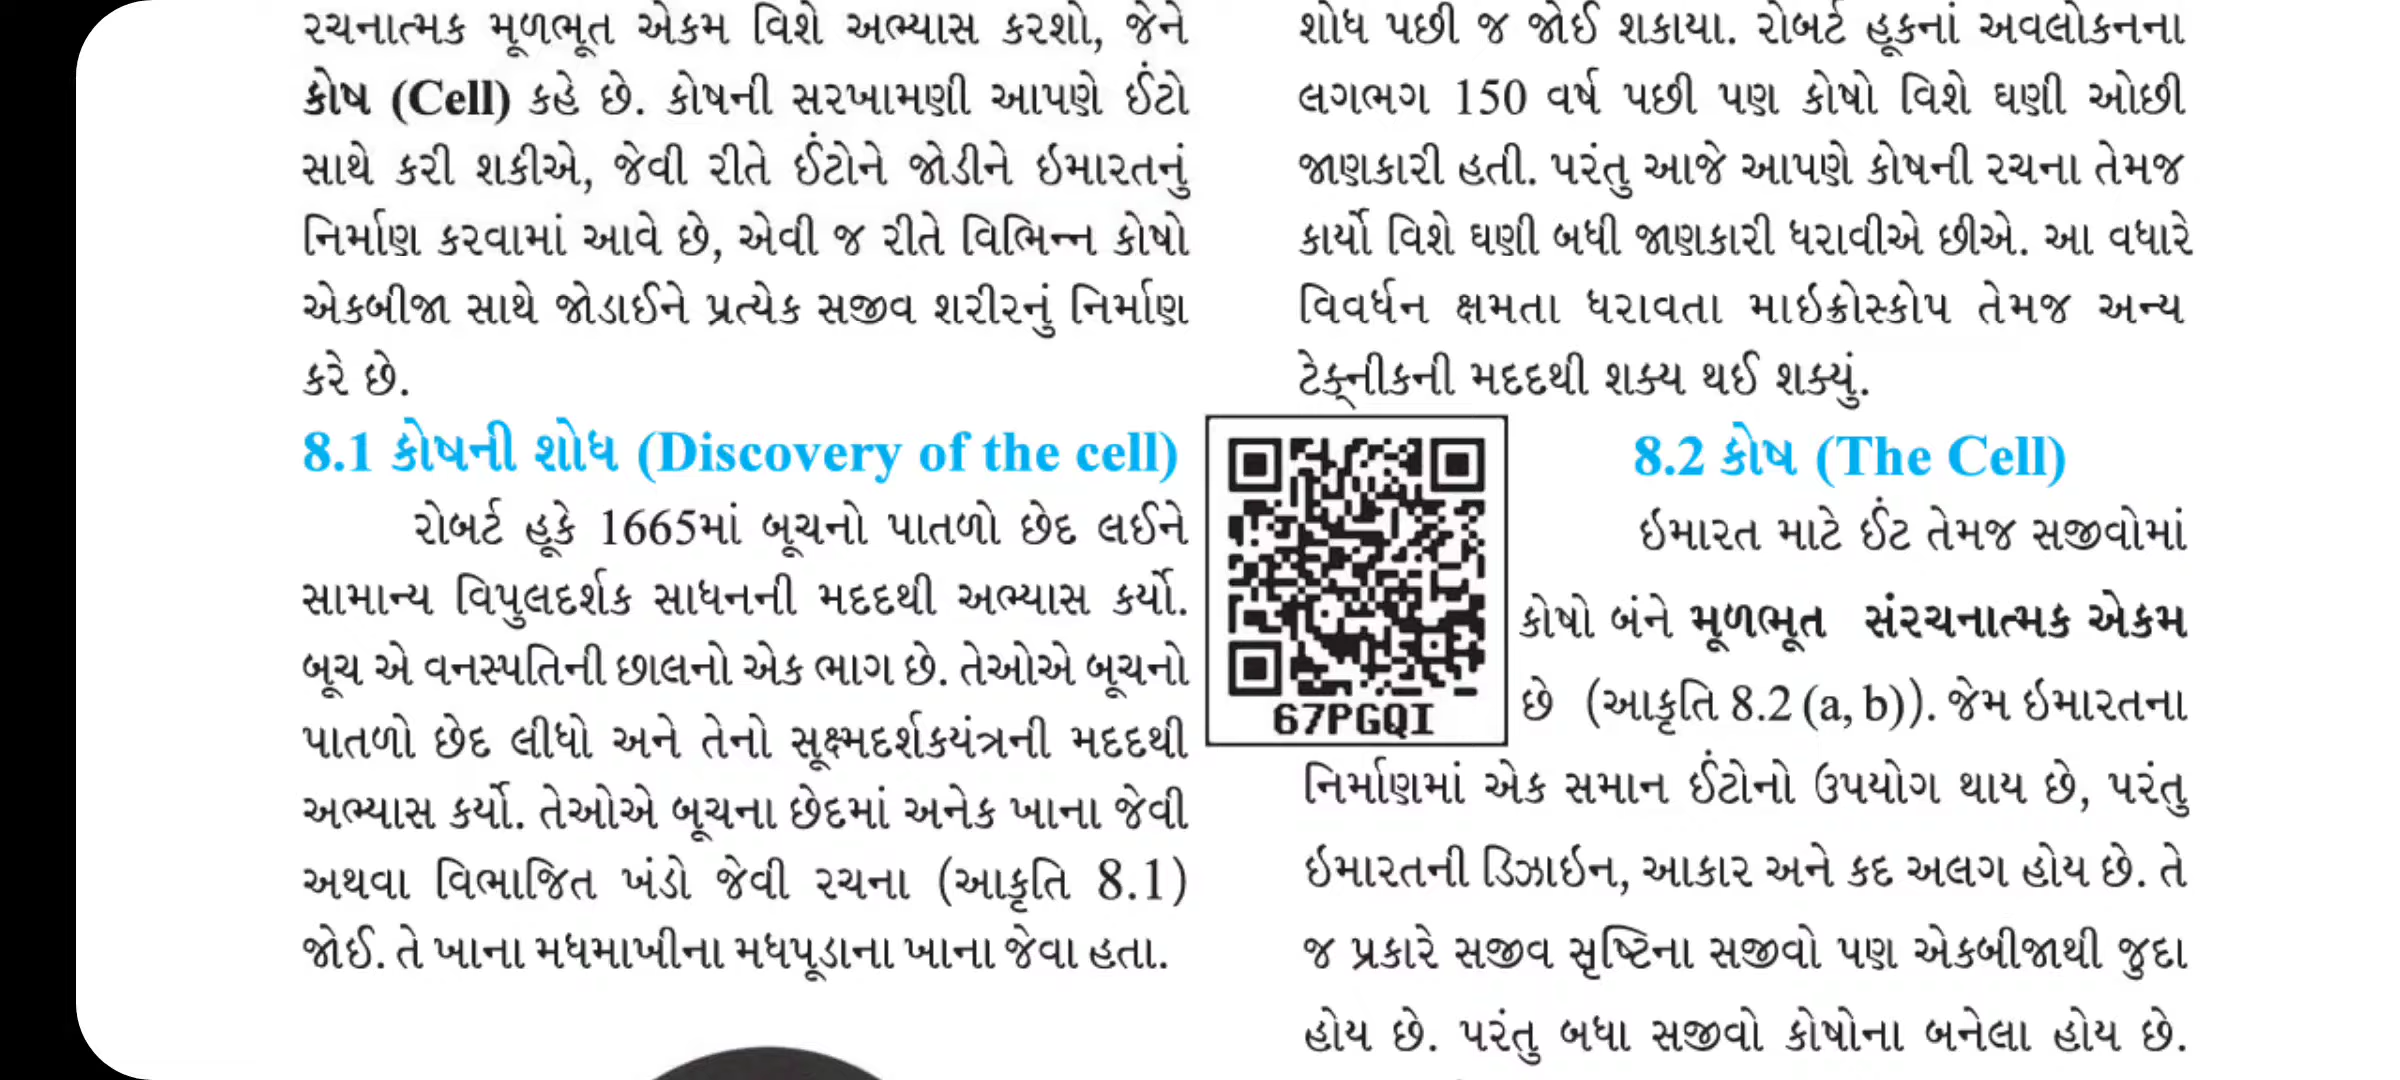 રચનાત્મક મૂળભૂત એકમ વિશે અભ્યાસ કરશો, જેને
કોષ (Cell) કહે છે. કોષની સરખામણી આપણે ઈંટો
સાથે કરી શકીએ, જેવી રીતે ઈંટોને જોડીને ઇમારતનું
નિર્માણ કરવામાં આવે છે, એવી જ રીતે વિભિન્ન કોષો
એકબીજા સાથે જોડાઈને પ્રત્યેક સજીવ શરીરનું નિર્માણ
કરે છે.
8.1 કોષની શોધ (Discovery of the cell)
રોબર્ટ હૂકે 1665માં બૂચનો પાતળો છેદ લઈને
સામાન્ય વિપુલદર્શક સાધનની મદદથી અભ્યાસ કર્યો.
બૂચ એ વનસ્પતિની છાલનો એક ભાગ છે. તેઓએ બૂચનો
પાતળો છેદ લીધો અને તેનો સૂક્ષ્મદર્શકયંત્રની મદદથી
અભ્યાસ કર્યો. તેઓએ બૂચના છેદમાં અનેક ખાના જેવી
અથવા વિભાજિત ખંડો જેવી રચના (આકૃતિ 8.1)
જોઈ. તે ખાના મધમાખીના મધપૂડાના ખાના જેવા હતા.
શોધ પછી જ જોઈ શકાયા. રોબર્ટ હૂકનાં અવલોકનના
લગભગ 150 વર્ષ પછી પણ કોષો વિશે ઘણી ઓછી
જાણકારી હતી. પરંતુ આજે આપણે કોષની રચના તેમજ
કાર્યો વિશે ઘણી બધી જાણકારી ધરાવીએ છીએ. આ વધારે
વિવર્ધન ક્ષમતા ધરાવતા માઇક્રોસ્કોપ તેમજ અન્ય
ટેક્નીકની મદદથી શક્ય થઈ શક્યું.
67PGQI
8.2 કોષ (The Cell)
ઇમારત માટે ઈંટ તેમજ સજીવોમાં
કોષો બંને મૂળભૂત સંરચનાત્મક એકમ
છે (આકૃતિ 8.2 (a, b)). જેમ ઇમારતના
નિર્માણમાં એક સમાન ઈંટોનો ઉપયોગ થાય છે, પરંતુ
ઇમારતની ડિઝાઇન, આકાર અને કદ અલગ હોય છે. તે
જ પ્રકારે સજીવ સૃષ્ટિના સજીવો પણ એકબીજાથી જુદા
હોય છે. પરંતુ બધા સજીવો કોષોના બનેલા હોય છે.